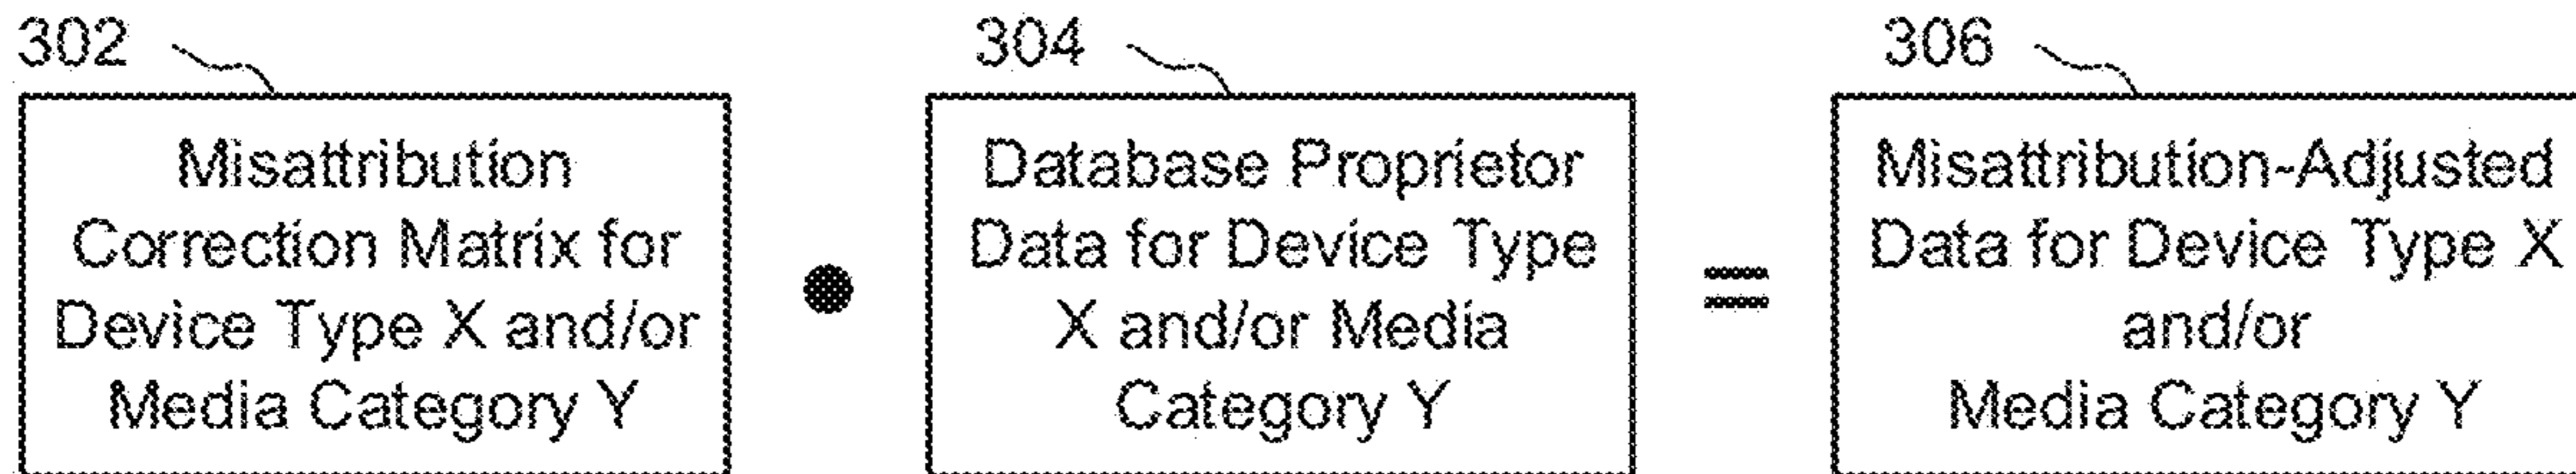 302
304
306
Misattribution
Correction Matrix for
Device Type X and/or
Media Category Y
•
Database Proprietor
Data for Device Type
X and/or Media
Category Y
=
Misattribution-Adjusted
Data for Device Type X
and/or
Media Category Y